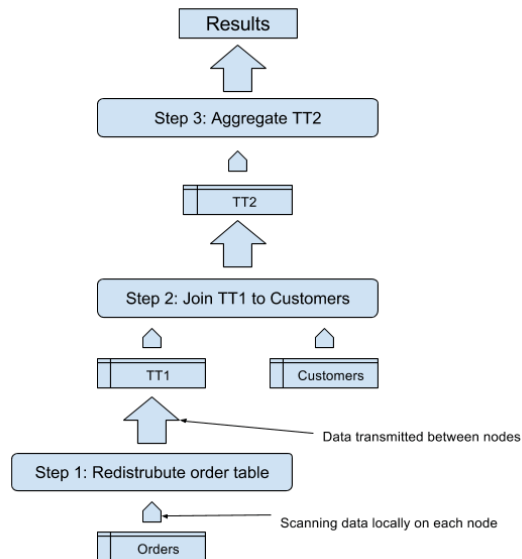 Results
Step 3: Aggregate TT2
TT2
Step 2: Join TT1 to Customers
TT1
Customers
Data transmitted between nodes
Step 1: Redistrubute order table
Scanning data locally on each node
Orders